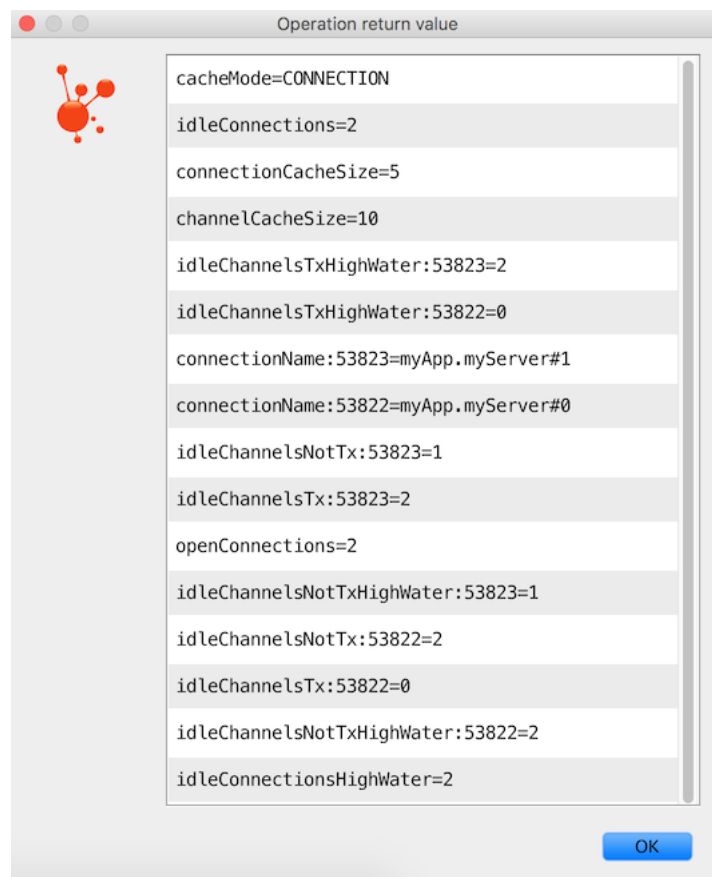 Operation return value
cacheMode=CONNECTION
idleConnections=2
connectionCacheSize=5
channelCacheSize=10
idleChannelsTxHighWater:53823=2
idleChannelsTxHighWater:53822=0
connectionName:53823=myApp.myServer#1
connectionName:53822=myApp.myServer#0
idleChannelsNotTx:53823=1
idleChannelsTx:53823=2
openConnections=2
idleChannelsNotTxHighWater:53823=1
idleChannelsNotTx:53822=2
idleChannelsTx:53822=0
idleChannelsNotTxHighWater:53822=2
idleConnectionsHighWater=2
OK